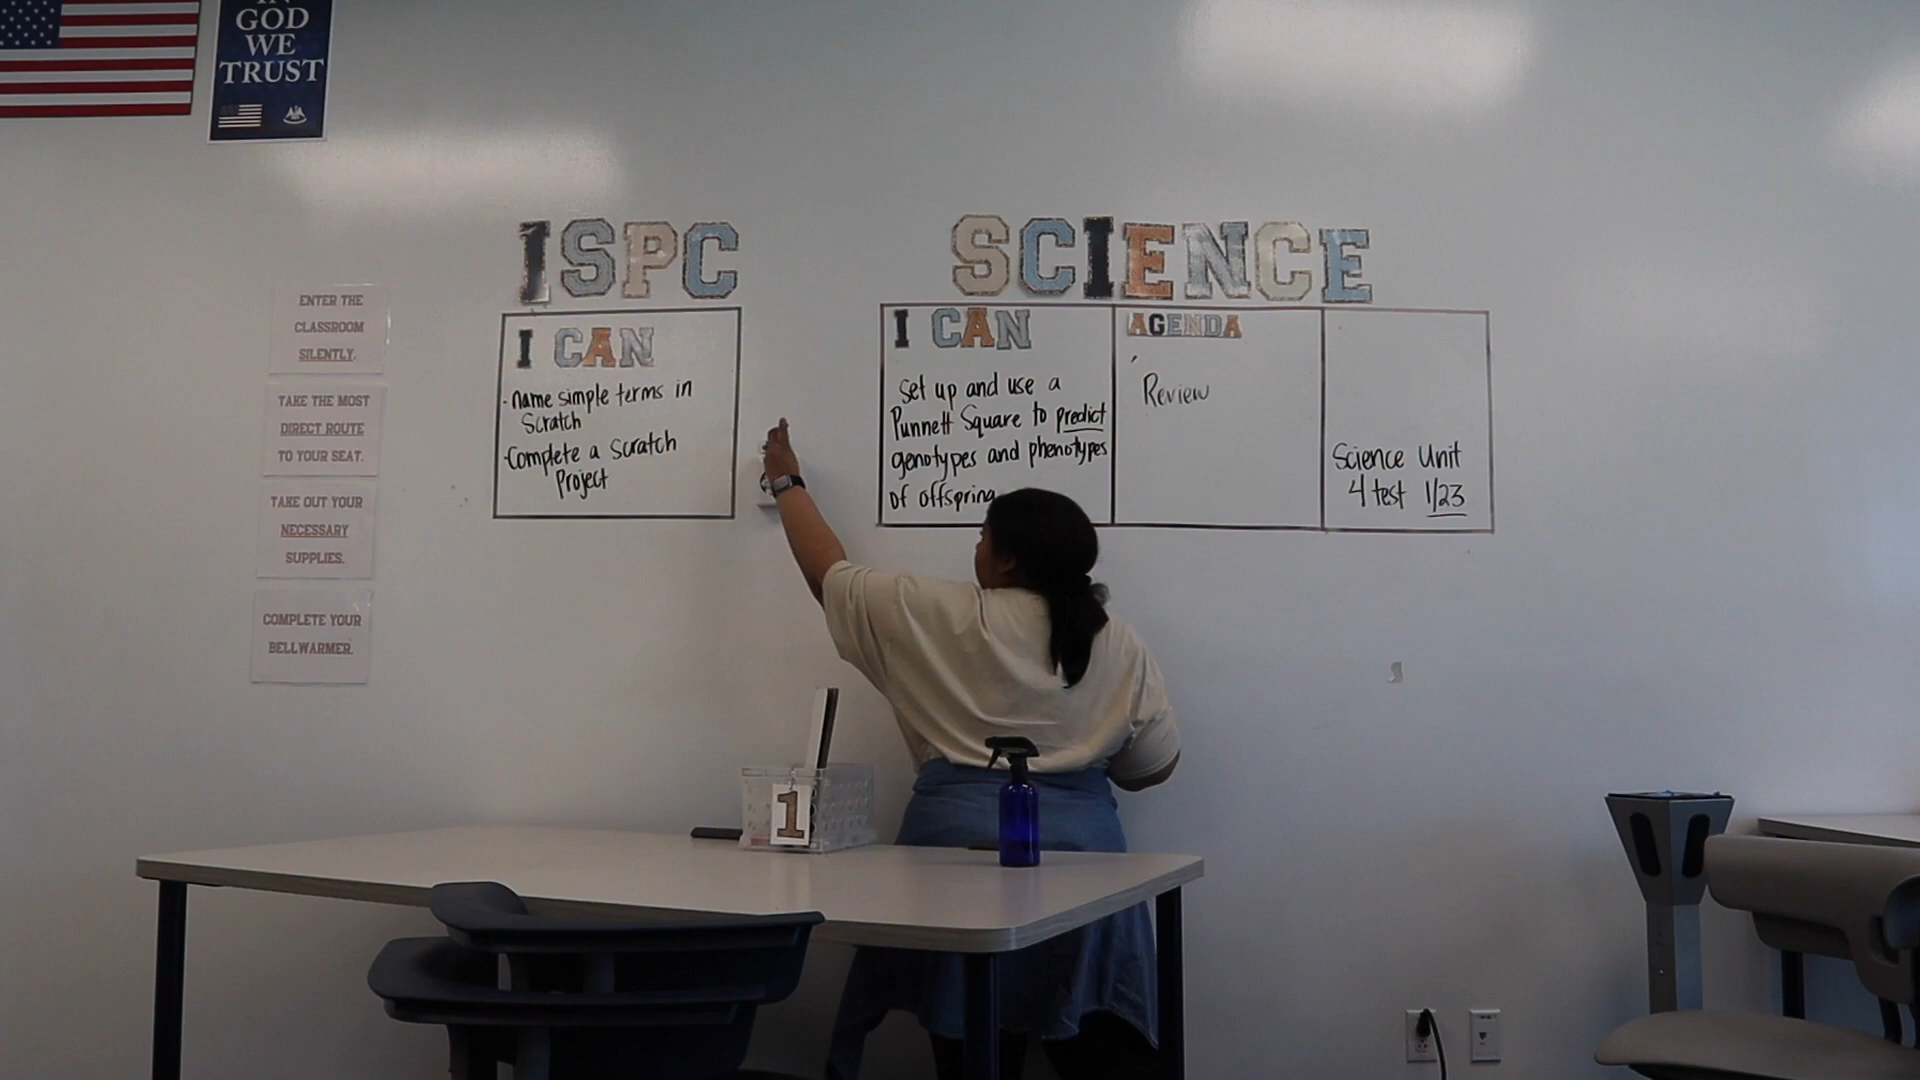 IN
GOD
WE
TRUST
ISPC
SCIENCE
ENTER THE
CLASSROOM
SILENTLY.
TAKE THE MOST
DIRECT ROUTE
TO YOUR SEAT.
TAKE OUT YOUR
NECESSARY
SUPPLIES.
COMPLETE YOUR
BELLWARMER.
I CAN
-name simple terms in
Scratch
-Complete a scratch
Project
I CAN
Set up and use a
Punnett Square to predict
genotypes and phenotypes
of offspring
AGENDA
Review
Science Unit
4 test 1/23
1